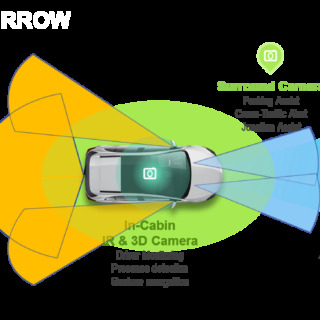 RROW
Surround Camera
Parking Assist
Cross-Traffic Alert
Junction Assist
In-Cabin
IR & 3D Camera
Driver Monitoring
Presence detection
Gesture recognition